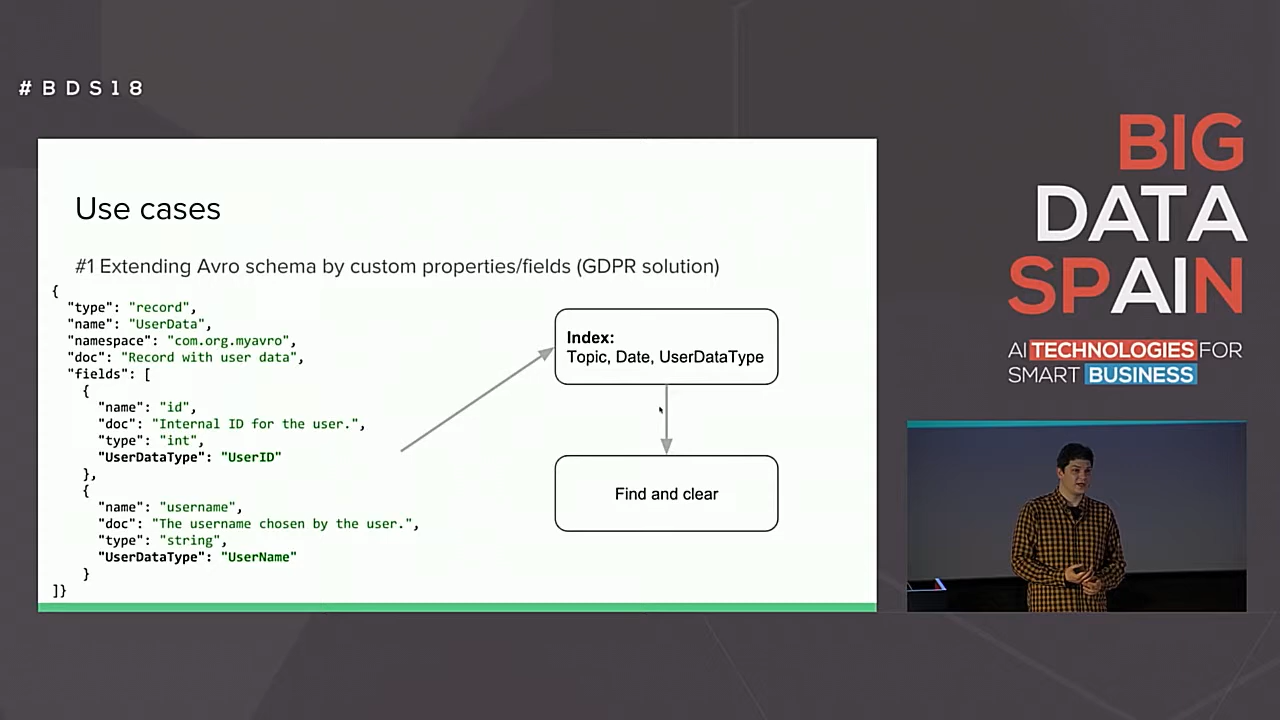 #BDS18
Use cases
#1 Extending Avro schema by custom properties/fields (GDPR solution)
{
"type": "record",
"name": "UserData",
"namespace": "com.org.myavro",
"doc": "Record with user data",
"fields": [
{
"name": "id",
"doc": "Internal ID for the user.",
"type": "int",
"UserDataType": "UserID"
},
{
"name": "username",
"doc": "The username chosen by the user.",
"type": "string",
"UserDataType": "UserName"
}
]}
Index:
Topic, Date, UserDataType
Find and clear
BIG
DATA
SPAIN
AI TECHNOLOGIES FOR
SMART BUSINESS